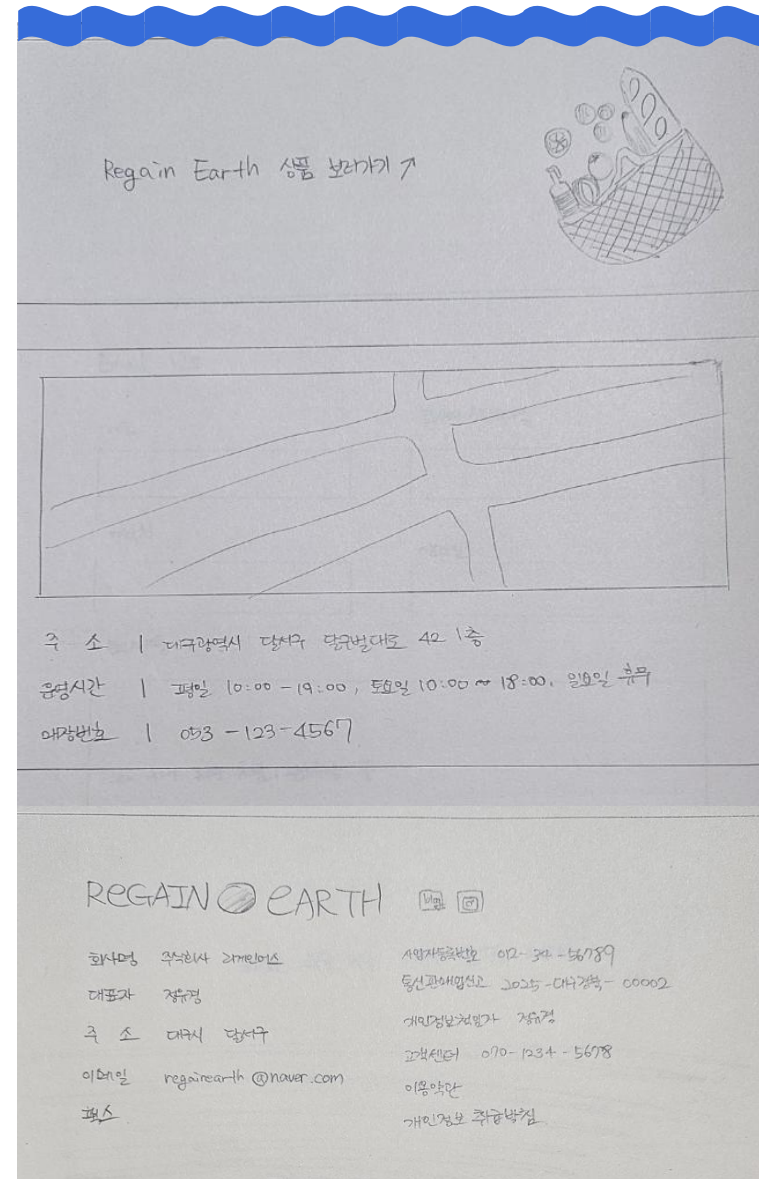 Regain Earth 상품 보러가기 ↗
주 소 | 대구광역시 달서구 달구벌대로 42 1층
운영시간 | 평일 10:00 - 19:00, 토요일 10:00 ~ 18:00, 일요일 휴무
매장번호 | 053 - 123 - 4567
REGAIN EARTH
blog
회사명 주식회사 리게인어스
대표자 정유경
주 소 대구시 달서구
이메일 regainearth @naver.com
팩스
사업자등록번호 012 - 34 - 56789
통신판매업신고 2025 - 대구경북 - 00002
개인정보책임자 정유경
고객센터 070 - 1234 - 5678
이용약관
개인정보 취급방침